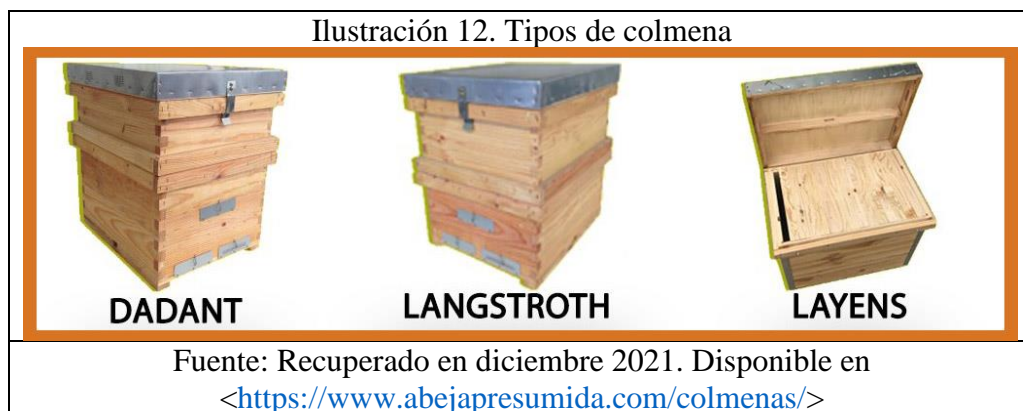 Ilustración 12. Tipos de colmena
DADANT
LANGSTROTH
LAYENS
Fuente: Recuperado en diciembre 2021. Disponible en
<https://www.abejapresumida.com/colmenas/>